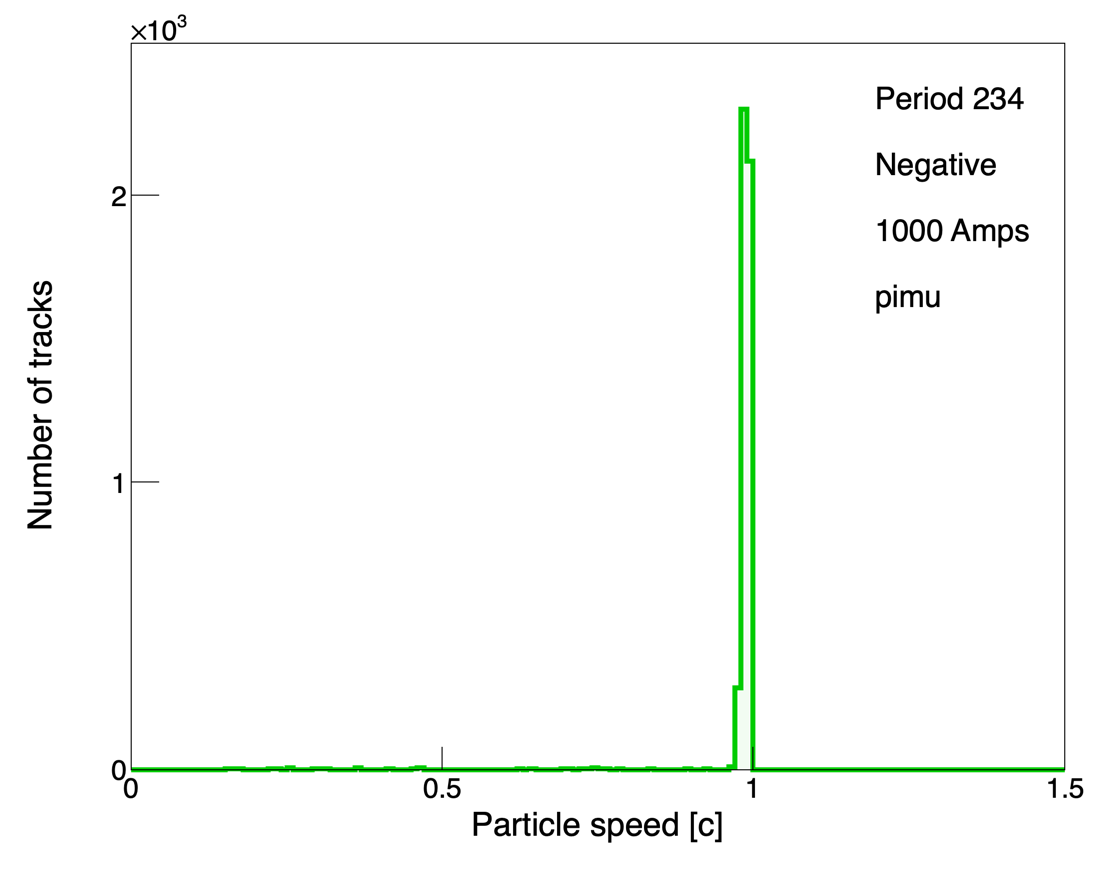 ×10³
Period 234
Negative
1000 Amps
pimu
2
1
0
0 0.5 1 1.5
Number of tracks
Particle speed [c]